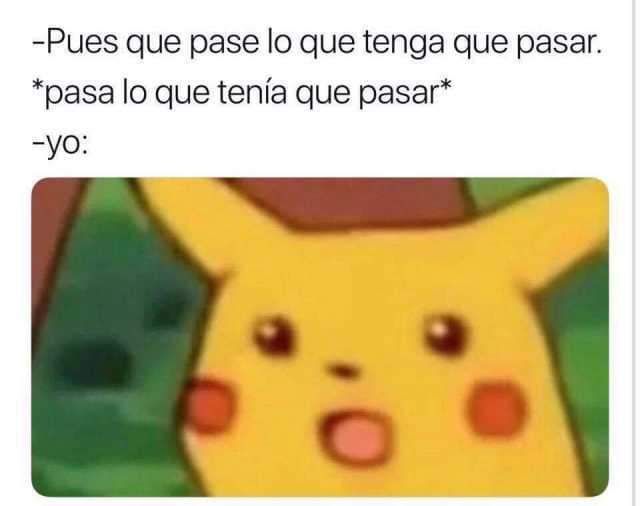 -Pues que pase lo que tenga que pasar.
*pasa lo que tenía que pasar*
-yo: